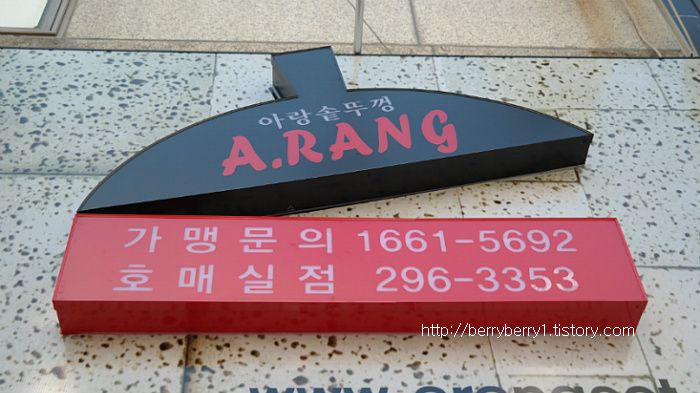 아랑솥뚜껑
A.RANG
가맹문의 1661-5692
호매실점 296-3353
http://berryberry1.tistory.com